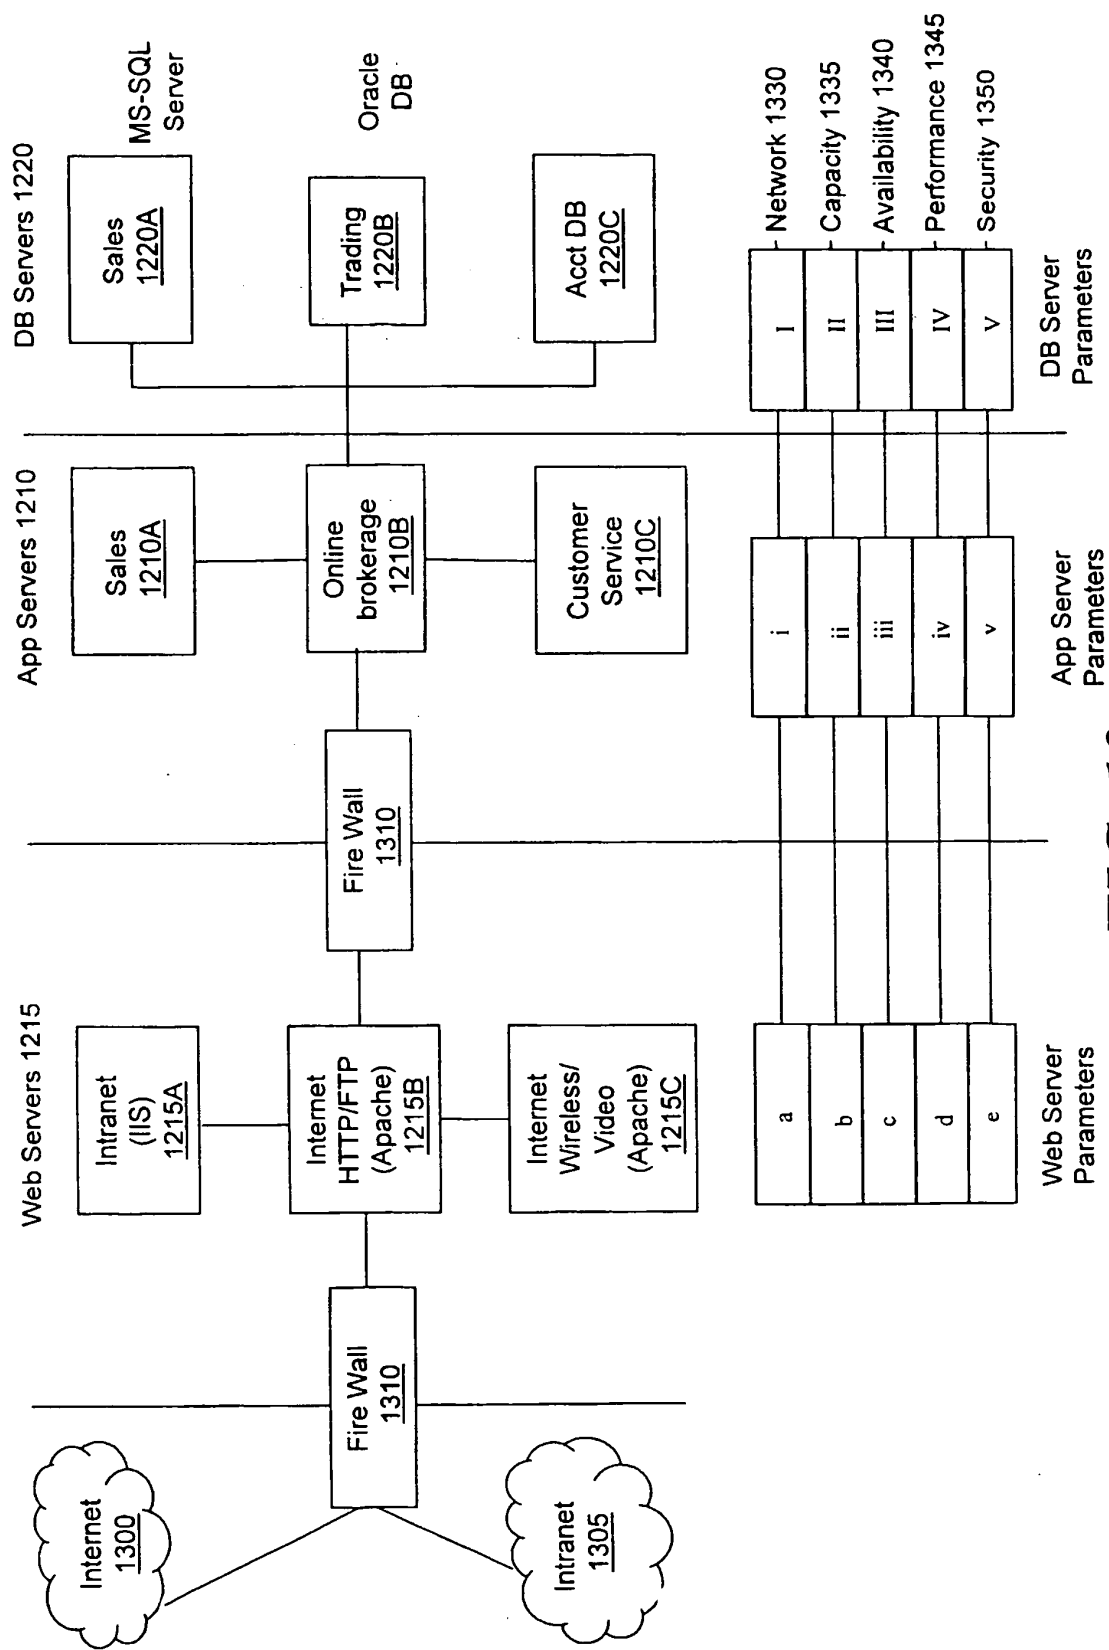 Web Servers 1215
App Servers 1210
DB Servers 1220
Internet
1300
Intranet
1305
Fire Wall
1310
Intranet
(IIS)
1215A
Internet
HTTP/FTP
(Apache)
1215B
Internet
Wireless/
Video
(Apache)
1215C
Fire Wall
1310
Sales
1210A
Online
brokerage
1210B
Customer
Service
1210C
Sales
1220A
MS-SQL
Server
Trading
1220B
Oracle
DB
Acct DB
1220C
a
i
I
Network 1330
b
ii
II
Capacity 1335
c
iii
III
Availability 1340
d
iv
IV
Performance 1345
e
v
V
Security 1350
Web Server
Parameters
App Server
Parameters
DB Server
Parameters